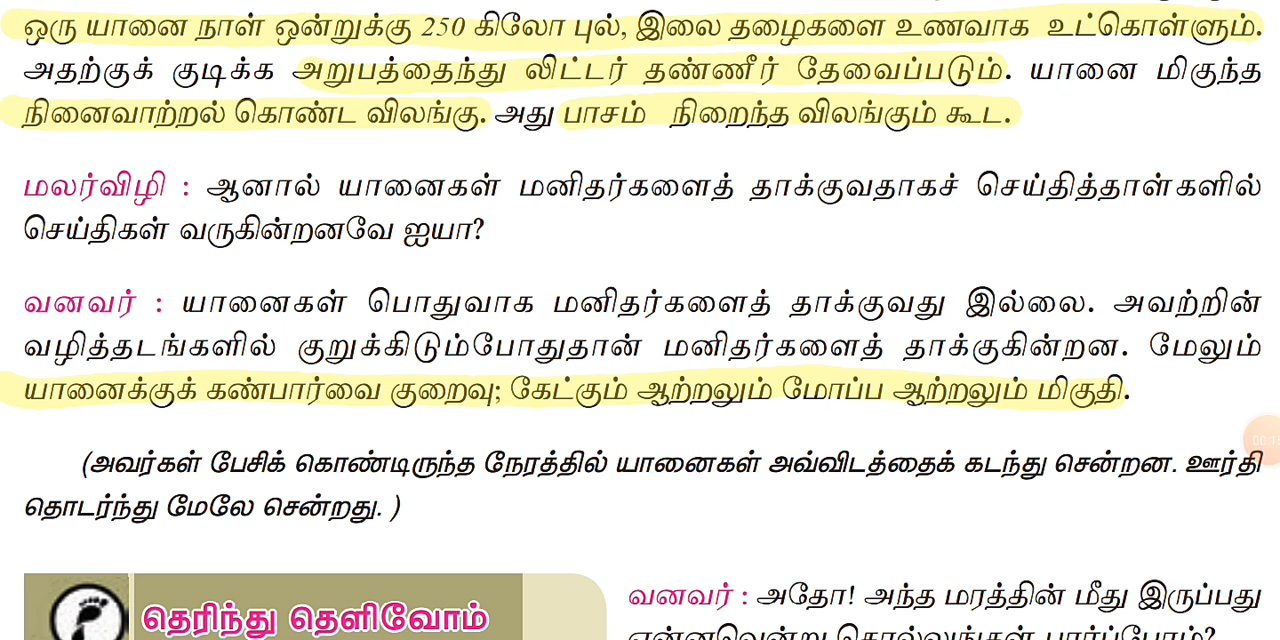 ஒரு யானை நாள் ஒன்றுக்கு 250 கிலோ புல், இலை தழைகளை உணவாக உட்கொள்ளும்.
அதற்குக் குடிக்க அறுபத்தைந்து லிட்டர் தண்ணீர் தேவைப்படும். யானை மிகுந்த
நினைவாற்றல் கொண்ட விலங்கு. அது பாசம் நிறைந்த விலங்கும் கூட.
மலர்விழி : ஆனால் யானைகள் மனிதர்களைத் தாக்குவதாகச் செய்தித்தாள்களில்
செய்திகள் வருகின்றனவே ஐயா?
வனவர் : யானைகள் பொதுவாக மனிதர்களைத் தாக்குவது இல்லை. அவற்றின்
வழித்தடங்களில் குறுக்கிடும்போதுதான் மனிதர்களைத் தாக்குகின்றன. மேலும்
யானைக்குக் கண்பார்வை குறைவு; கேட்கும் ஆற்றலும் மோப்ப ஆற்றலும் மிகுதி.
(அவர்கள் பேசிக் கொண்டிருந்த நேரத்தில் யானைகள் அவ்விடத்தைக் கடந்து சென்றன. ஊர்தி
தொடர்ந்து மேலே சென்றது. )
தெரிந்து தெளிவோம்
வனவர் : அதோ! அந்த மரத்தின் மீது இருப்பது
என்னவென்று சொல்லுங்கள் பார்ப்போம்?